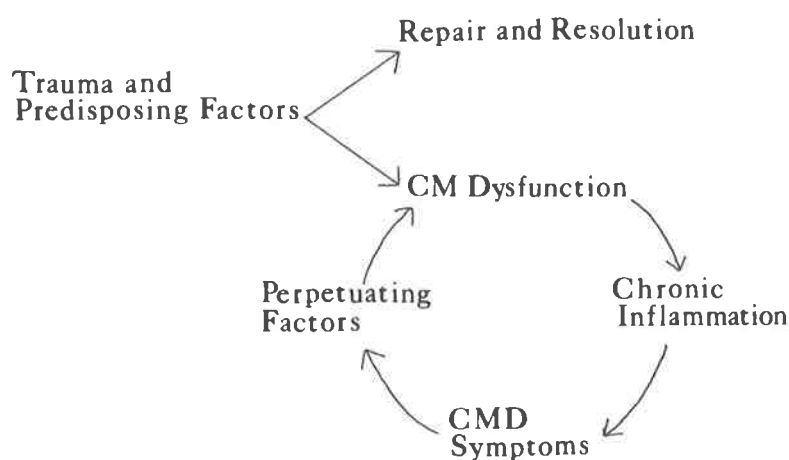 Repair and Resolution
Trauma and
Predisposing Factors
CM Dysfunction
Perpetuating
Factors
Chronic
Inflammation
CMD
Symptoms